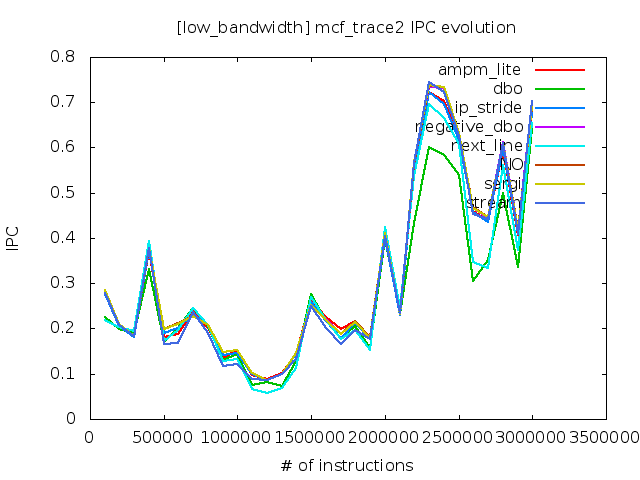 [low_bandwidth] mcf_trace2 IPC evolution
0.8
0.7
0.6
0.5
0.4
0.3
0.2
0.1
0
IPC
ampm_lite
dbo
ip_stride
negative_dbo
next_line
sergi
stream
0 500000 1000000 1500000 2000000 2500000 3000000 3500000
# of instructions